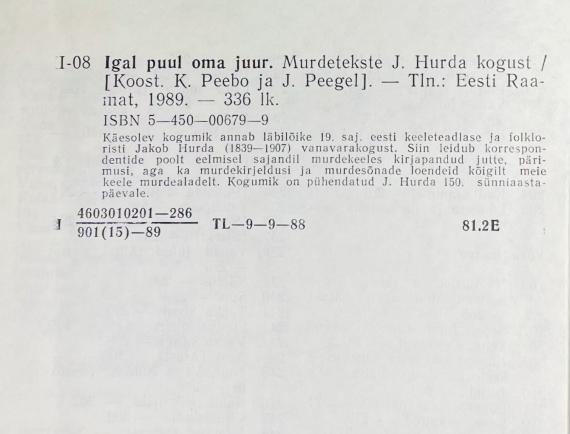 I-08 Igal puul oma juur. Murdetekste J. Hurda kogust /
[Koost. K. Peebo ja J. Peegel]. — Tln.: Eesti Raa-
mat, 1989. — 336 lk.
ISBN 5—450—00679—9
Käesolev kogumik annab läbilõike 19. saj. eesti keeleteadlase ja folklo-
risti Jakob Hurda (1839—1907) vanavarakogust. Siin leidub korrespon-
dentide poolt eelmisel sajandil murdekeeles kirjapandud jutte, päri-
musi, aga ka murdekirjeldusi ja murdesõnade loendeid kõigilt meie
keele murdealadelt. Kogumik on pühendatud J. Hurda 150. sünniaasta-
päevale.
I 4603010201—286
901(15)—89 TL—9—9—88 81.2E